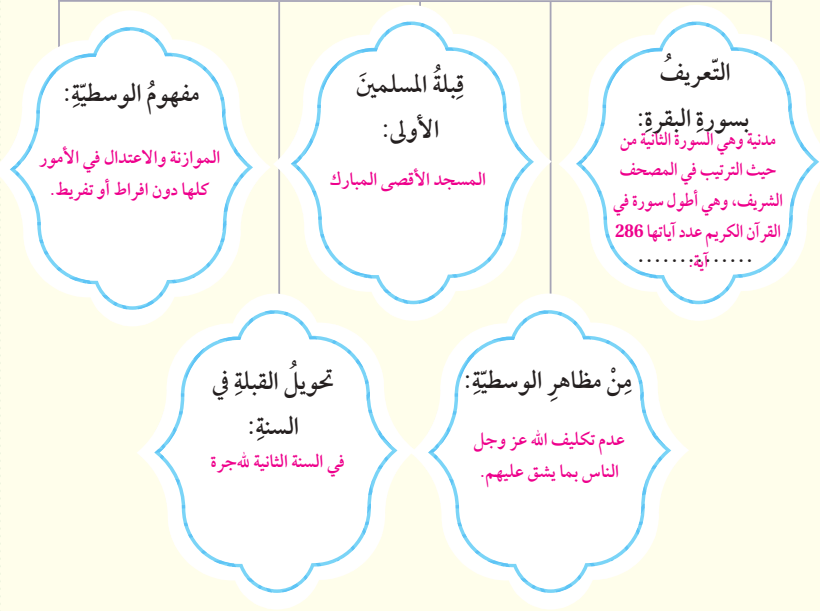 التّعريفُ
بسورةِ البقرةِ:
مدنية وهي السورة الثانية من
حيث الترتيب في المصحف
الشريف، وهي أطول سورة في
القرآن الكريم عدد آياتها 286
آية.
قِبلةُ المسلمينَ
الأولى:
المسجد الأقصى المبارك
مفهومُ الوسطيّةِ:
الموازنة والاعتدال في الأمور
كلها دون افراط أو تفريط.
مِنْ مظاهرِ الوسطيّةِ:
عدم تكليف الله عز وجل
الناس بما يشق عليهم.
تحويلُ القبلةِ في
السنةِ:
في السنة الثانية للهجرة